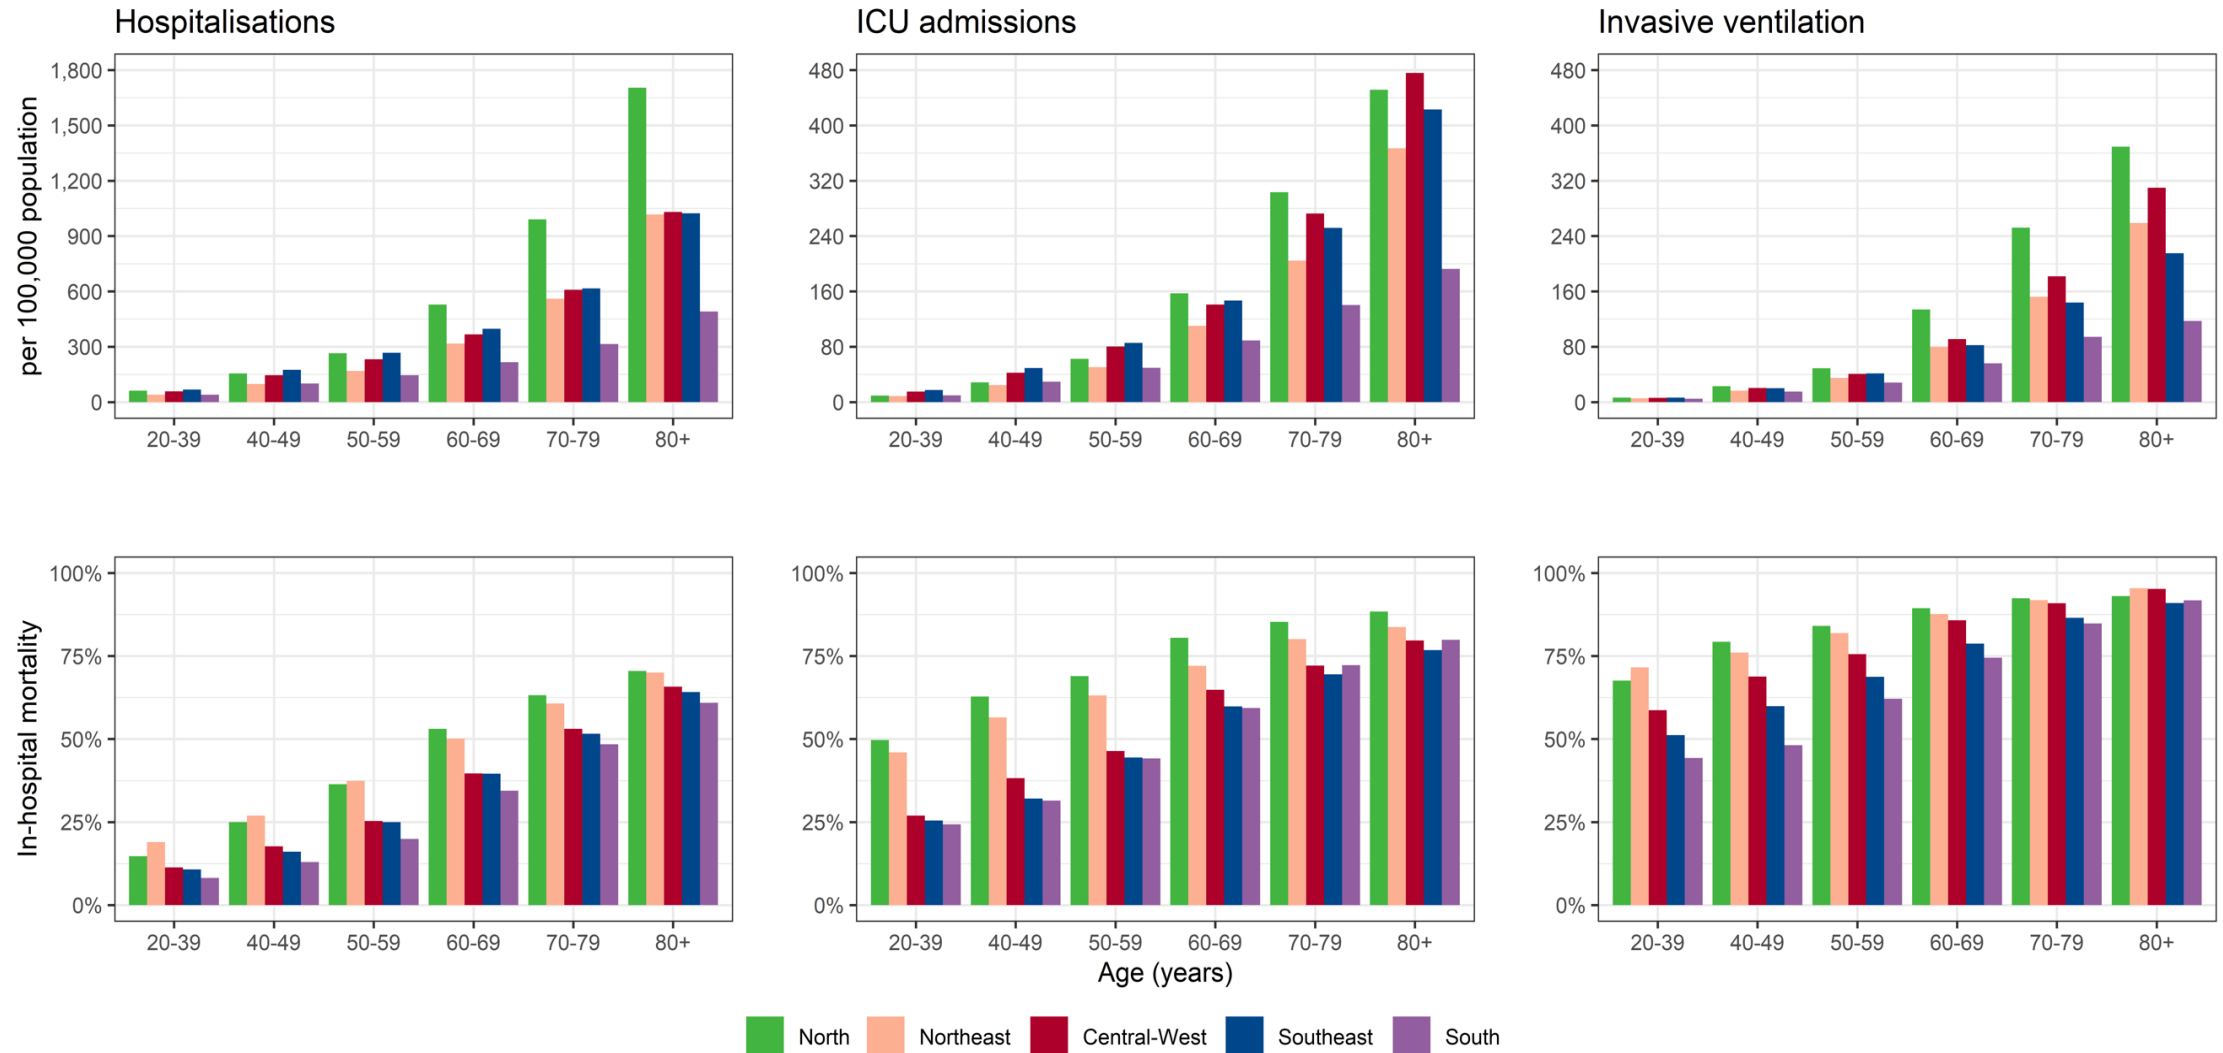 Hospitalisations
ICU admissions
Invasive ventilation
per 100,000 population
1,800
1,500
1,200
900
600
300
0
20-39 40-49 50-59 60-69 70-79 80+
480
400
320
240
160
80
0
20-39 40-49 50-59 60-69 70-79 80+
480
400
320
240
160
80
0
20-39 40-49 50-59 60-69 70-79 80+
In-hospital mortality
100%
75%
50%
25%
0%
20-39 40-49 50-59 60-69 70-79 80+
100%
75%
50%
25%
0%
20-39 40-49 50-59 60-69 70-79 80+
100%
75%
50%
25%
0%
20-39 40-49 50-59 60-69 70-79 80+
Age (years)
North Northeast Central-West Southeast South